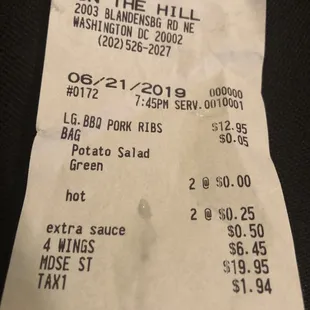 THE HILL
2003 BLANDENSBG RD NE
WASHINGTON DC 20002
(202)526-2027
06/21/2019 000000
#0172 7:45PM SERV.0010001
LG.BBQ PORK RIBS $12.95
BAG $0.05
Potato Salad
Green
2 @ $0.00
hot
2 @ $0.25
extra sauce $0.50
4 WINGS $6.45
MDSE ST $19.95
TAX1 $1.94